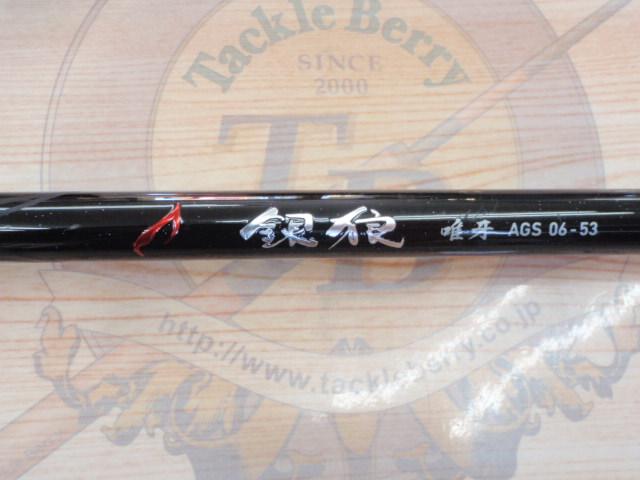 Tackle Berry
SINCE
2000
TB
銀狼 唯牙 AGS 06-53
http://www.tackleberry.co.jp